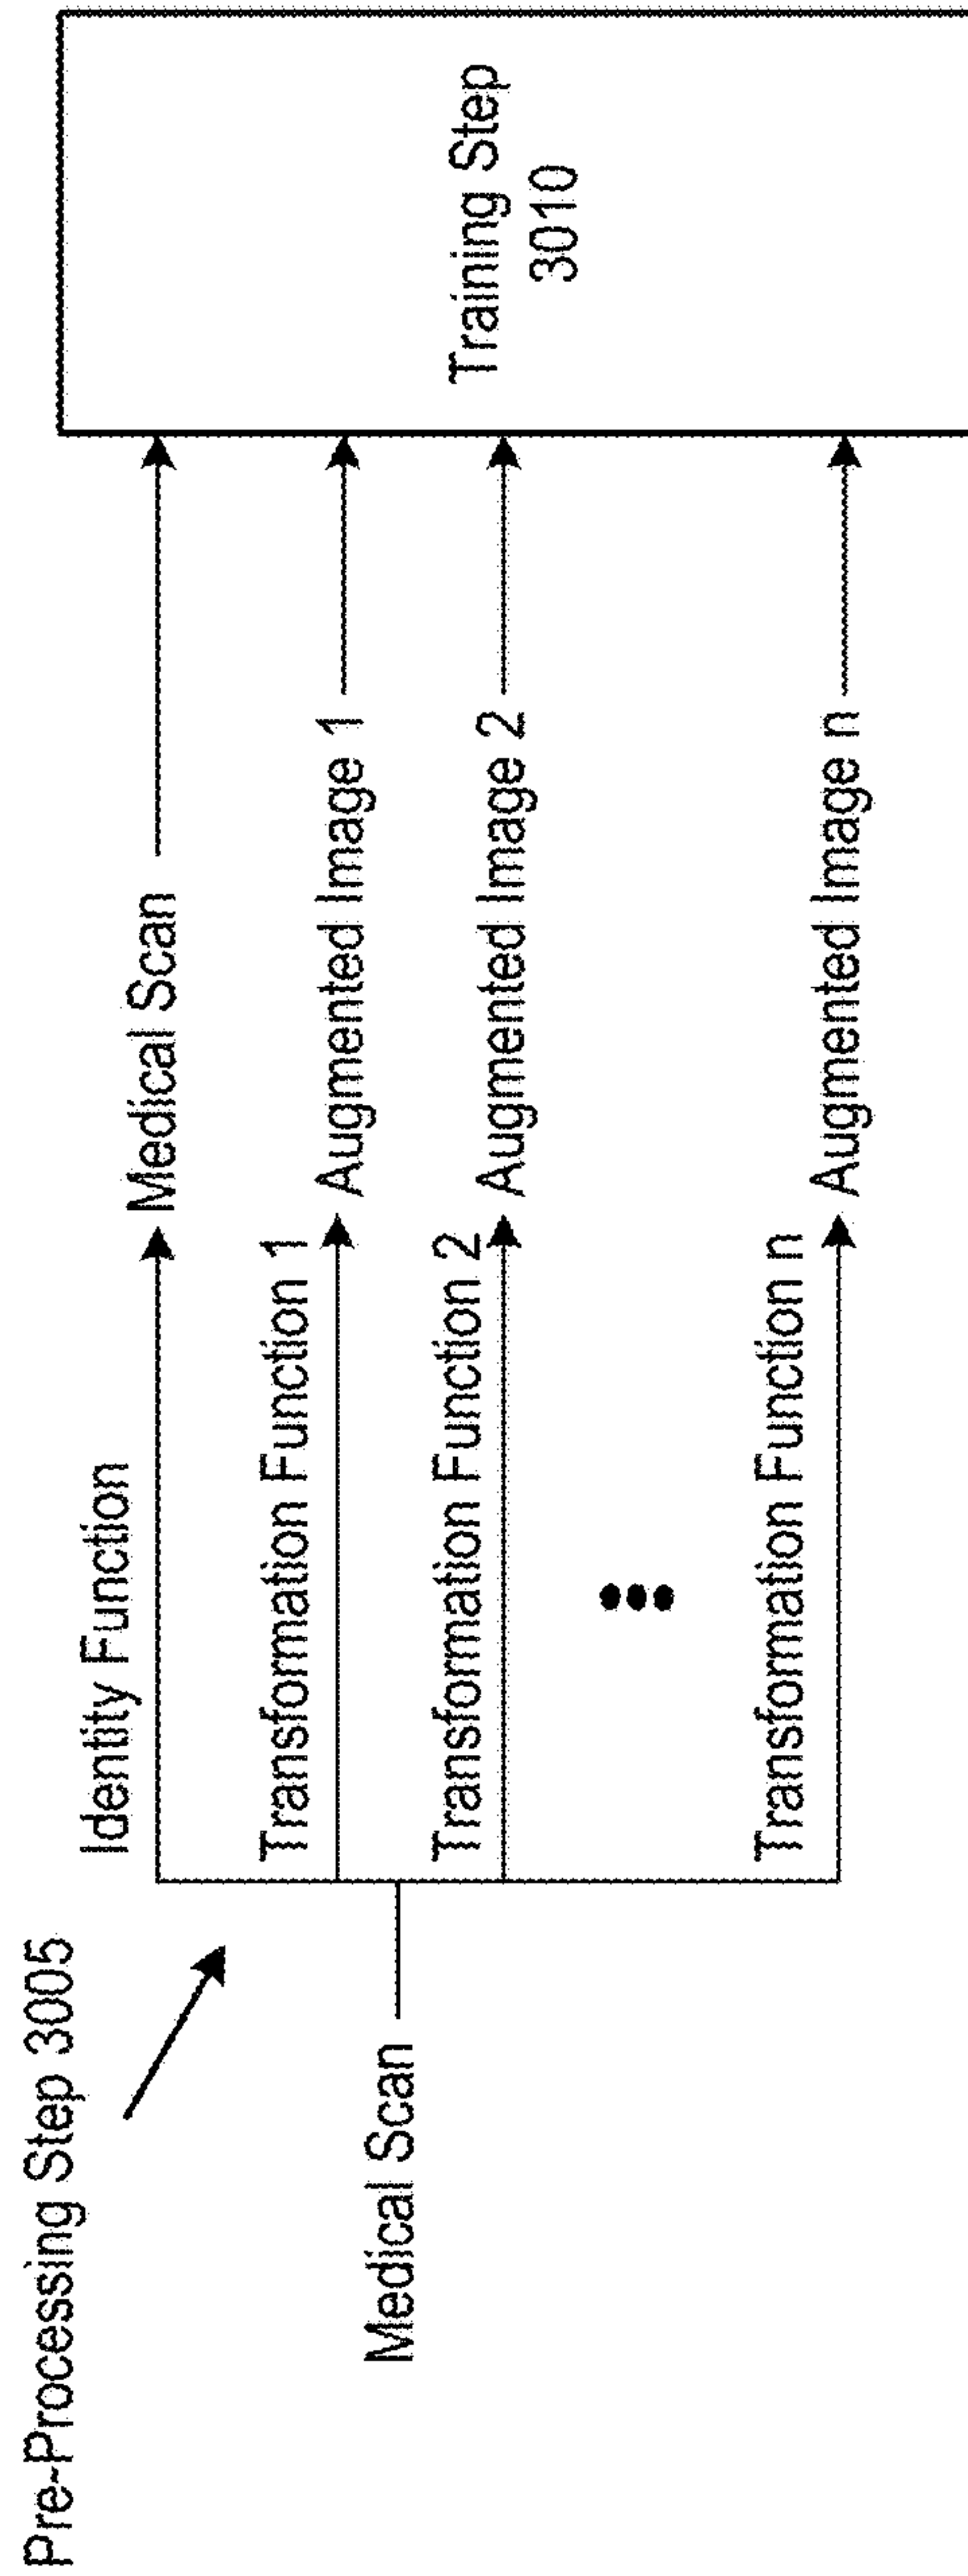 Pre-Processing Step 3005
Medical Scan
Identity Function
Medical Scan
Transformation Function 1
Augmented Image 1
Transformation Function 2
Augmented Image 2
Transformation Function n
Augmented Image n
Training Step
3010